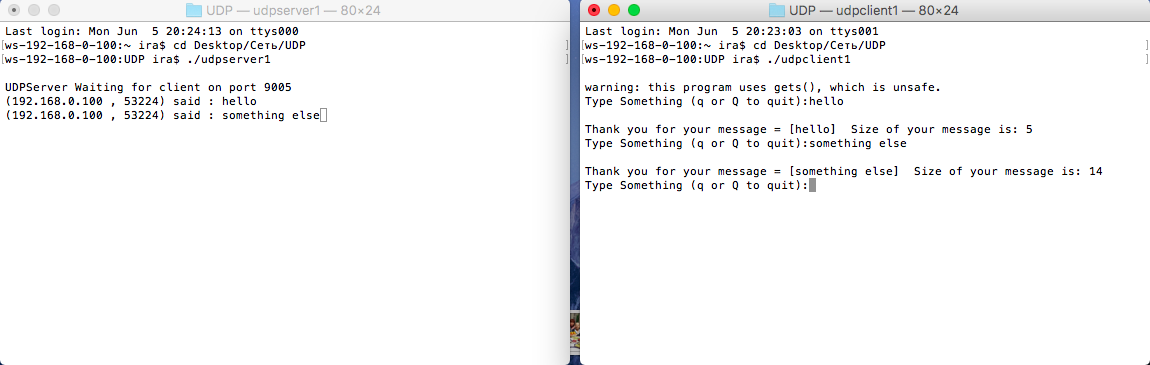 UDP — udpserver1 — 80×24
Last login: Mon Jun  5 20:24:13 on ttys000
[ws-192-168-0-100:~ ira$ cd Desktop/Сеть/UDP ]
[ws-192-168-0-100:UDP ira$ ./udpserver1 ]
UDPServer Waiting for client on port 9005
(192.168.0.100 , 53224) said : hello
(192.168.0.100 , 53224) said : something else
UDP — udpclient1 — 80×24
Last login: Mon Jun  5 20:23:03 on ttys001
[ws-192-168-0-100:~ ira$ cd Desktop/Сеть/UDP ]
[ws-192-168-0-100:UDP ira$ ./udpclient1 ]
warning: this program uses gets(), which is unsafe.
Type Something (q or Q to quit):hello
Thank you for your message = [hello]  Size of your message is: 5
Type Something (q or Q to quit):something else
Thank you for your message = [something else]  Size of your message is: 14
Type Something (q or Q to quit):